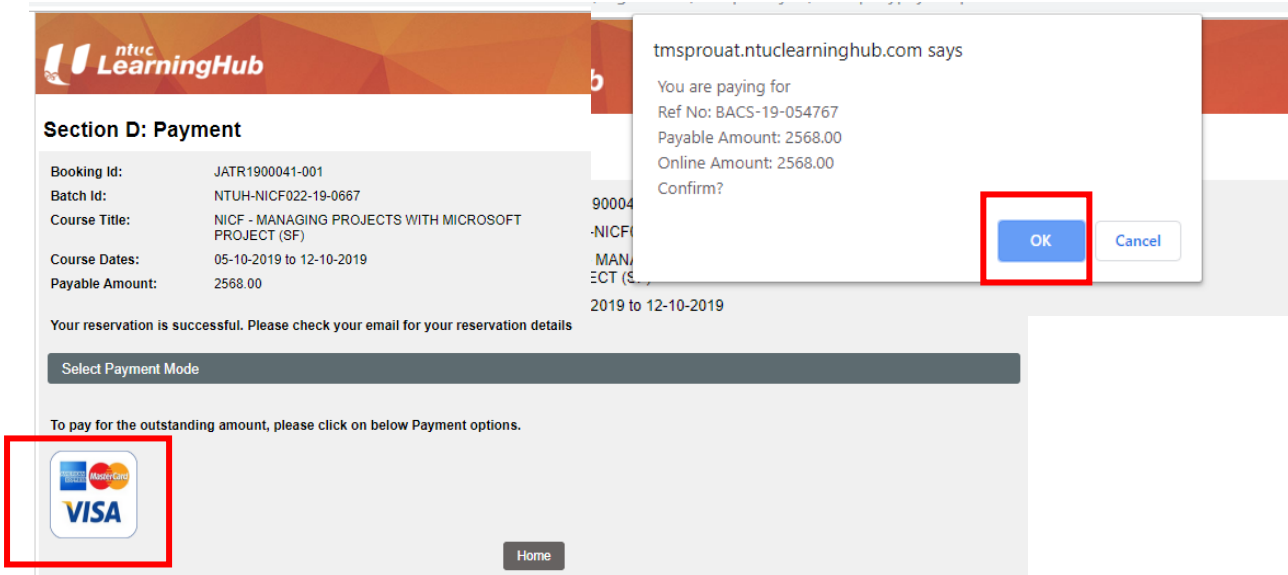 ntuc
LearningHub
Section D: Payment
Booking Id: JATR1900041-001
Batch Id: NTUH-NICF022-19-0667
Course Title: NICF - MANAGING PROJECTS WITH MICROSOFT
PROJECT (SF)
Course Dates: 05-10-2019 to 12-10-2019
Payable Amount: 2568.00
Your reservation is successful. Please check your email for your reservation details
Select Payment Mode
To pay for the outstanding amount, please click on below Payment options.
MasterCard
VISA
Home
b
tmsprouat.ntuclearninghub.com says
You are paying for
Ref No: BACS-19-054767
Payable Amount: 2568.00
Online Amount: 2568.00
Confirm?
OK Cancel
90004
-NICF
MAN
ECT (S
2019 to 12-10-2019